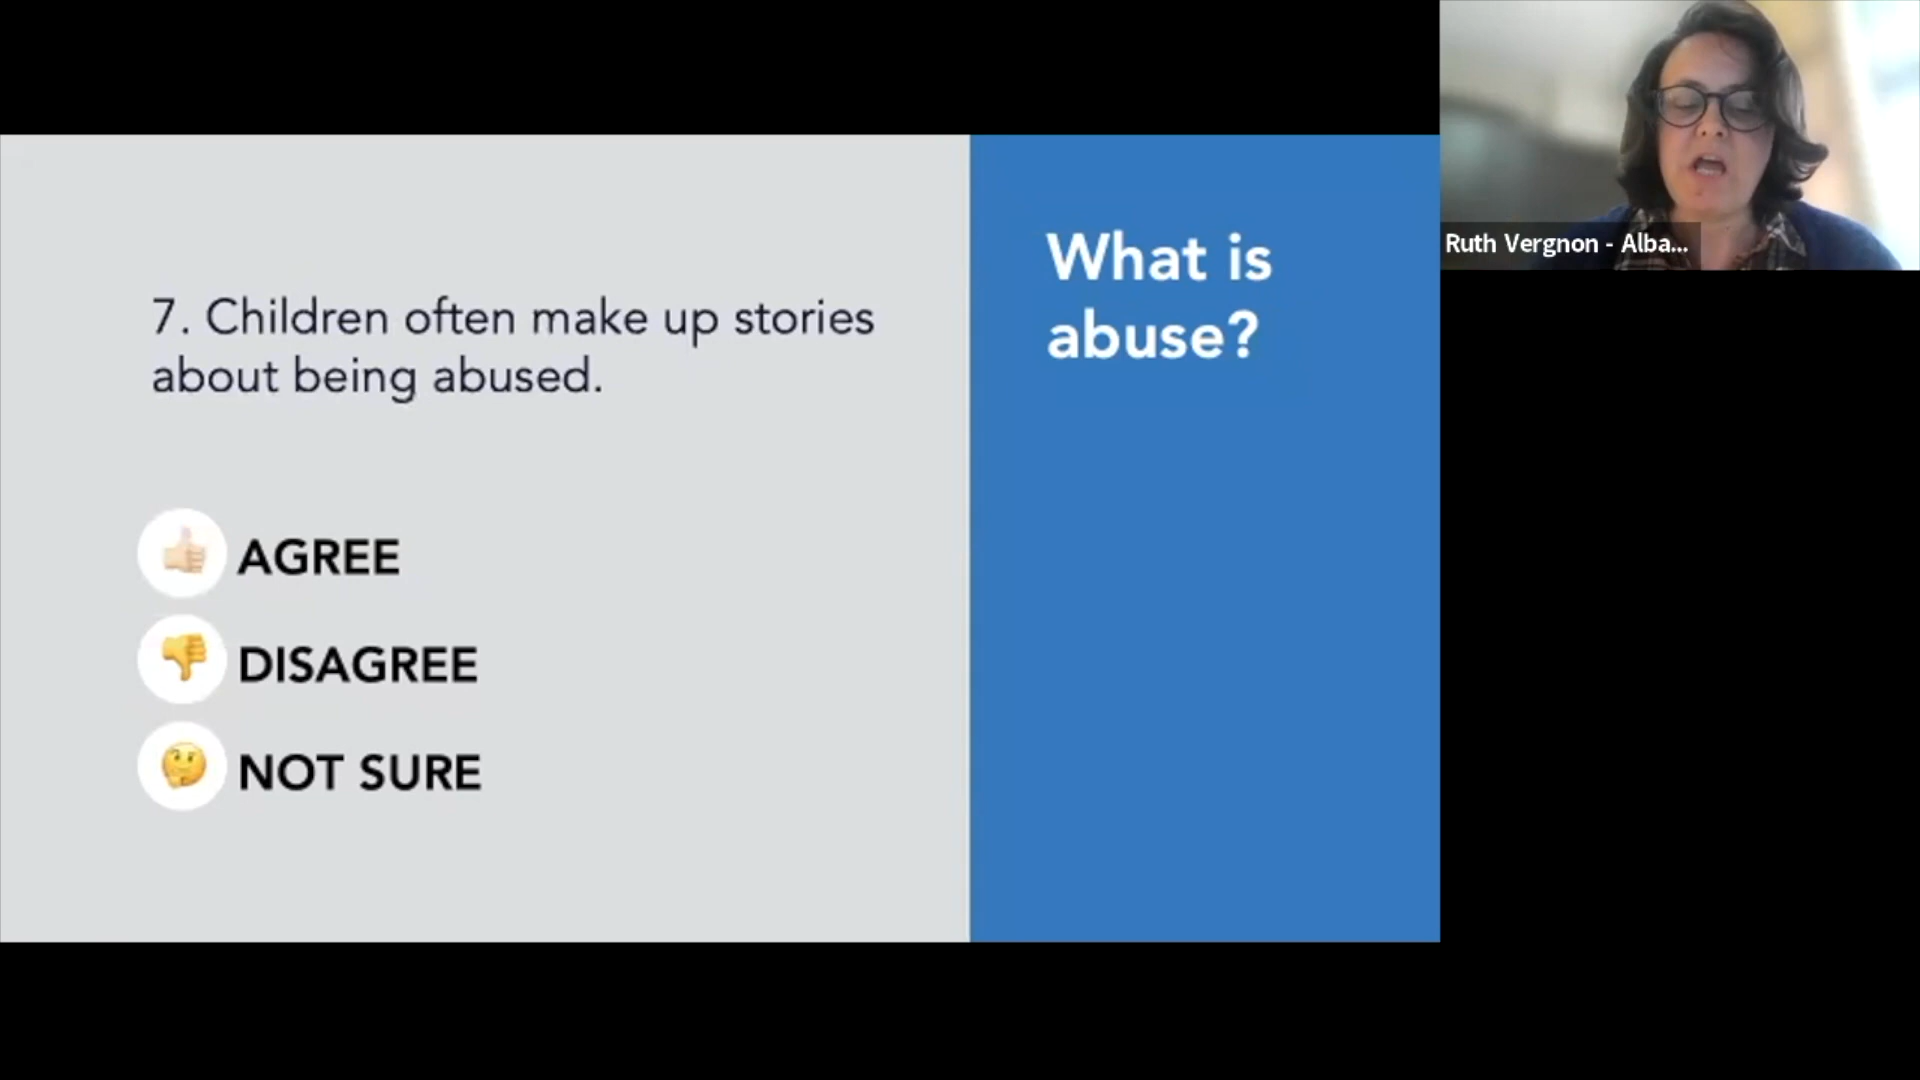 7. Children often make up stories
about being abused.
AGREE
DISAGREE
NOT SURE
What is
abuse?
Ruth Vergnon - Alba...